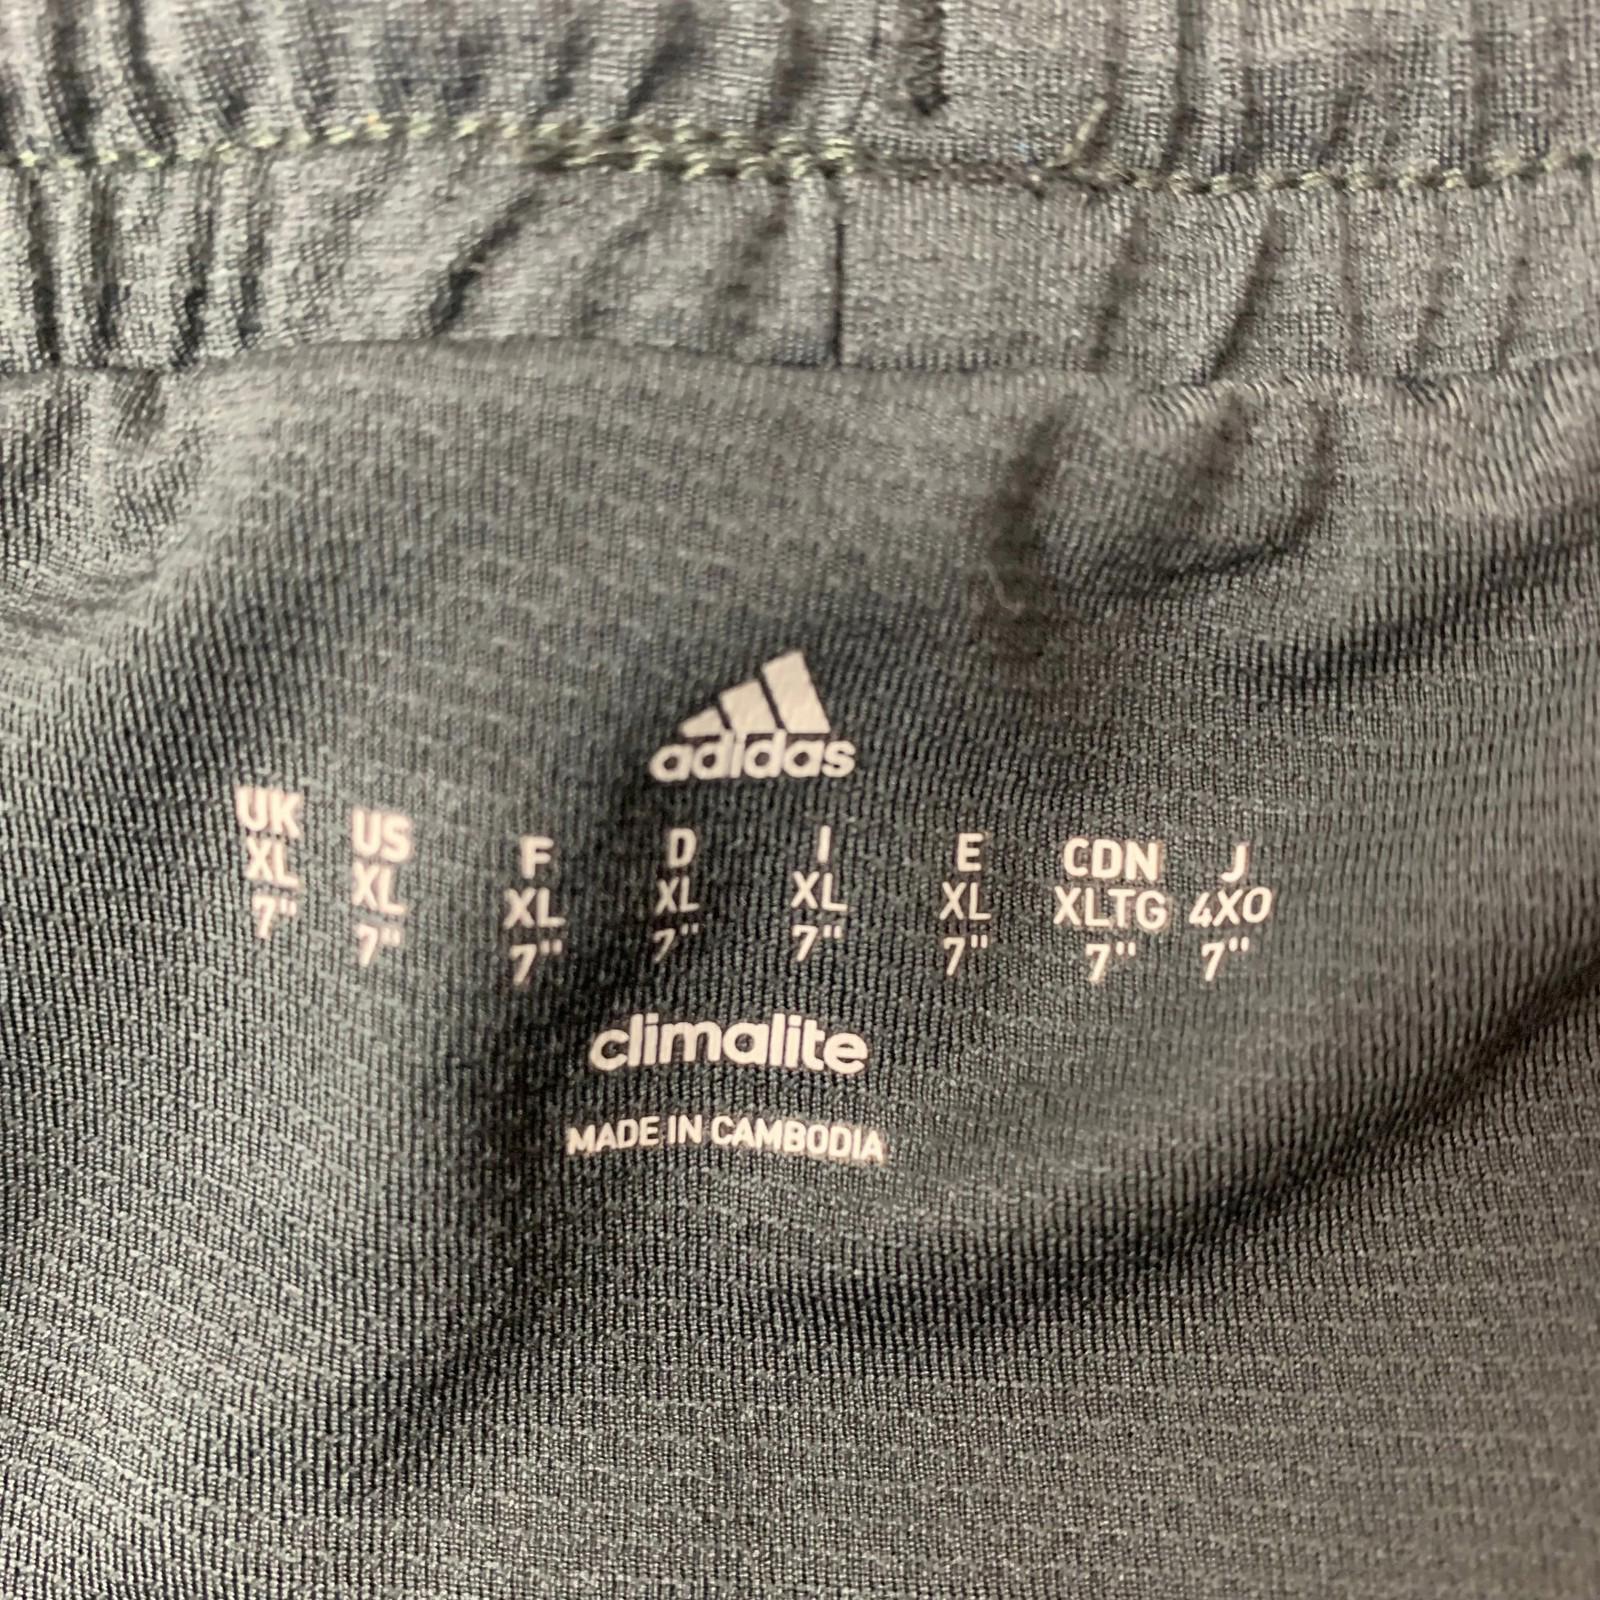 adidas
UK US F D I E CDN J
XL XL XL XL XL XL XLTG 4XO
7" 7" 7" 7" 7" 7" 7" 7"
climalite
MADE IN CAMBODIA